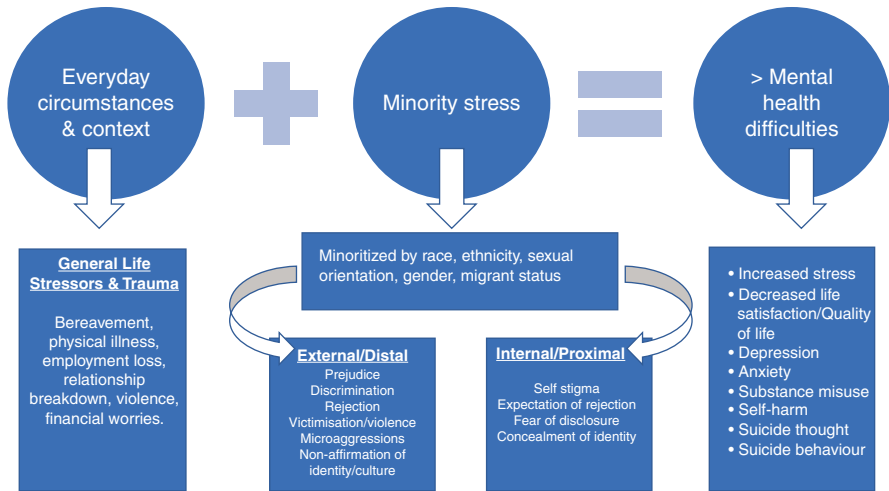 Everyday
circumstances
& context
Minority stress
> Mental
health
difficulties
General Life
Stressors & Trauma
Bereavement,
physical illness,
employment loss,
relationship
breakdown, violence,
financial worries.
Minoritized by race, ethnicity, sexual
orientation, gender, migrant status
External/Distal
Prejudice
Discrimination
Rejection
Victimisation/violence
Microaggressions
Non-affirmation of
identity/culture
Internal/Proximal
Self stigma
Expectation of rejection
Fear of disclosure
Concealment of identity
• Increased stress
• Decreased life
satisfaction/Quality
of life
• Depression
• Anxiety
• Substance misuse
• Self-harm
• Suicide thought
• Suicide behaviour